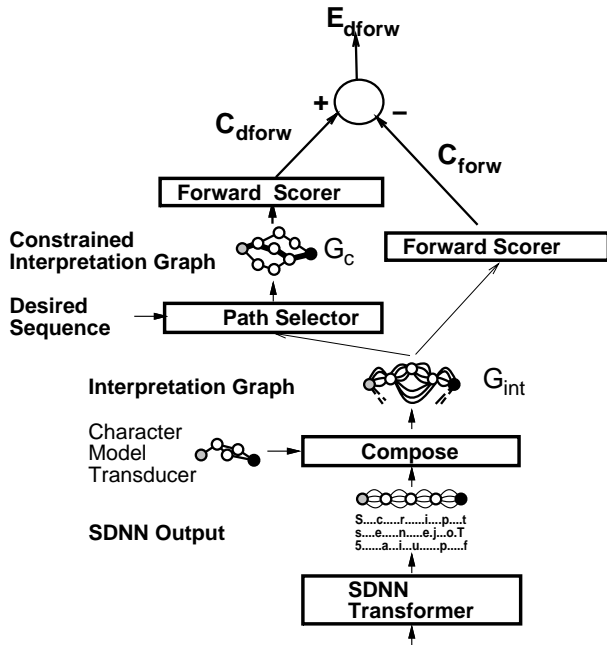 E_dforw
+ −
C_dforw
C_forw
Forward Scorer
Constrained
Interpretation Graph
G_c
Forward Scorer
Desired
Sequence
Path Selector
Interpretation Graph
G_int
Character
Model
Transducer
Compose
SDNN Output
S....c.....r......i....p....t
s....e.....n....e.j...o.T
5......a...i...u......p.....f
SDNN
Transformer